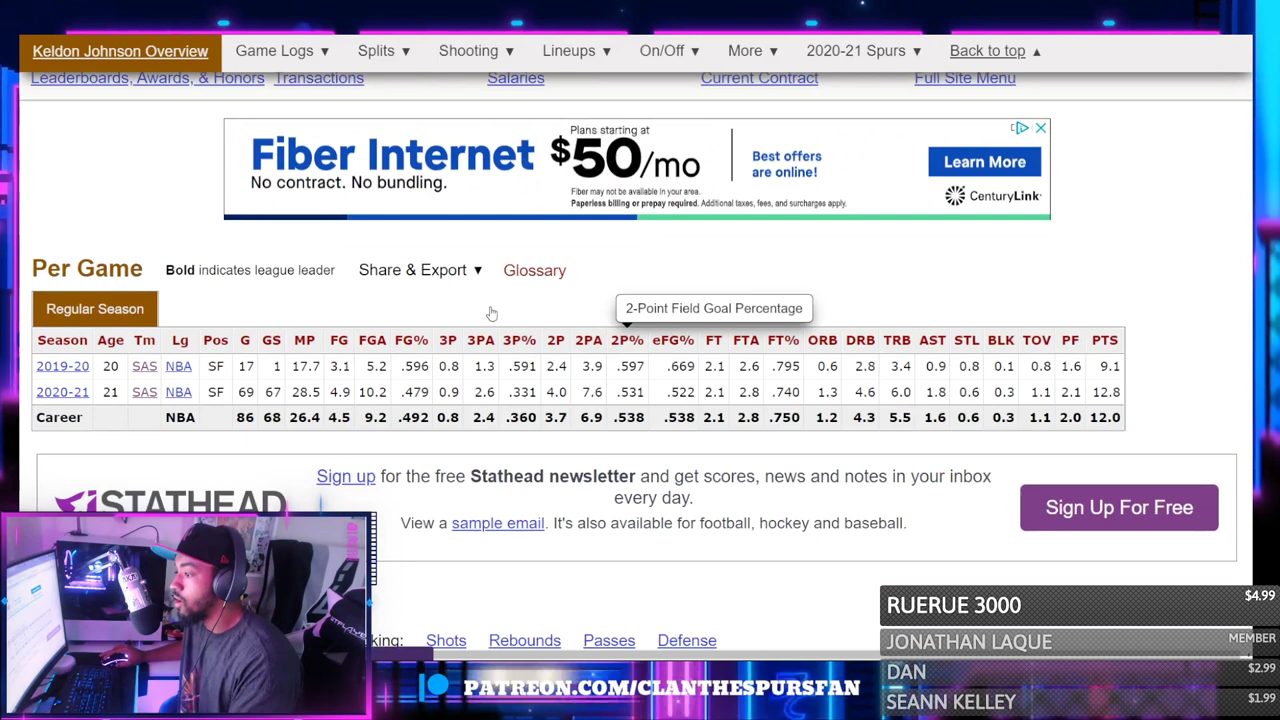 Keldon Johnson Overview Game Logs ▼ Splits ▼ Shooting ▼ Lineups ▼ On/Off ▼ More ▼ 2020-21 Spurs ▼ Back to top ▲
Leaderboards, Awards, & Honors Transactions Salaries Current Contract Full Site Menu
Fiber Internet
No contract. No bundling.
Plans starting at
$50/mo
Fiber may not be available in your area.
Paperless billing or prepay required. Additional taxes, fees, and surcharges apply.
Best offers
are online!
Learn More
CenturyLink
Per Game Bold indicates league leader Share & Export ▼ Glossary
Regular Season
2-Point Field Goal Percentage
Season Age Tm Lg Pos G GS MP FG FGA FG% 3P 3PA 3P% 2P 2PA 2P% eFG% FT FTA FT% ORB DRB TRB AST STL BLK TOV PF PTS
2019-20 20 SAS NBA SF 17 1 17.7 3.1 5.2 .596 0.8 1.3 .591 2.4 3.9 .597 .669 2.1 2.6 .795 0.6 2.8 3.4 0.9 0.8 0.1 0.8 1.6 9.1
2020-21 21 SAS NBA SF 69 67 28.5 4.9 10.2 .479 0.9 2.6 .331 4.0 7.6 .531 .522 2.1 2.8 .740 1.3 4.6 6.0 1.8 0.6 0.3 1.1 2.1 12.8
Career NBA 86 68 26.4 4.5 9.2 .492 0.8 2.4 .360 3.7 6.9 .538 .538 2.1 2.8 .750 1.2 4.3 5.5 1.6 0.6 0.3 1.1 2.0 12.0
STATHEAD
Sign up for the free Stathead newsletter and get scores, news and notes in your inbox
every day.
View a sample email. It's also available for football, hockey and baseball.
Sign Up For Free
Shots Rebounds Passes Defense
RUERUE 3000 $4.99
JONATHAN LAQUE MEMBER
DAN $2.99
SEANN KELLEY $1.99
PATREON.COM/CLANTHESPURSFAN